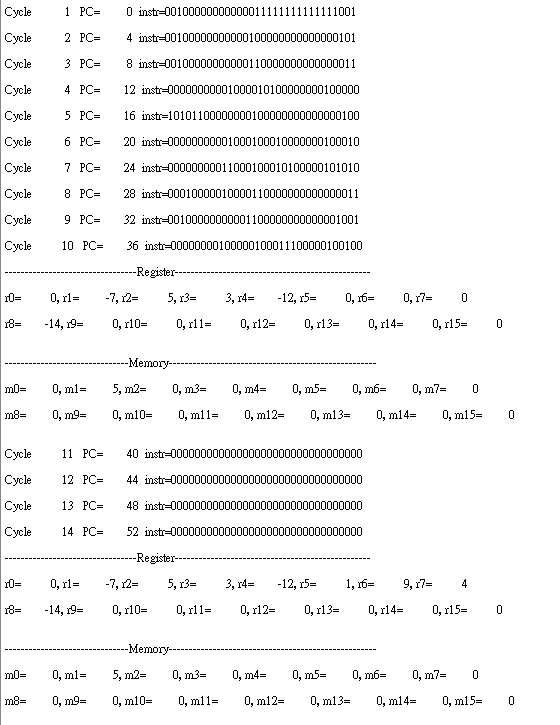 Cycle 1 PC= 0 instr=00100000000000011111111111111001
Cycle 2 PC= 4 instr=00100000000000100000000000000101
Cycle 3 PC= 8 instr=00100000000000110000000000000011
Cycle 4 PC= 12 instr=00000000001000010100000000100000
Cycle 5 PC= 16 instr=10101100000000100000000000000100
Cycle 6 PC= 20 instr=00000000001000100010000000100010
Cycle 7 PC= 24 instr=00000000011000100010100000101010
Cycle 8 PC= 28 instr=00010000010000110000000000000011
Cycle 9 PC= 32 instr=00100000000001100000000000001001
Cycle 10 PC= 36 instr=00000000100000100011100000100100
---------------------------------Register-------------------------------------------------
r0= 0, r1= -7, r2= 5, r3= 3, r4= -12, r5= 0, r6= 0, r7= 0
r8= -14, r9= 0, r10= 0, r11= 0, r12= 0, r13= 0, r14= 0, r15= 0
-------------------------------Memory----------------------------------------------------
m0= 0, m1= 5, m2= 0, m3= 0, m4= 0, m5= 0, m6= 0, m7= 0
m8= 0, m9= 0, m10= 0, m11= 0, m12= 0, m13= 0, m14= 0, m15= 0
Cycle 11 PC= 40 instr=00000000000000000000000000000000
Cycle 12 PC= 44 instr=00000000000000000000000000000000
Cycle 13 PC= 48 instr=00000000000000000000000000000000
Cycle 14 PC= 52 instr=00000000000000000000000000000000
---------------------------------Register-------------------------------------------------
r0= 0, r1= -7, r2= 5, r3= 3, r4= -12, r5= 1, r6= 9, r7= 4
r8= -14, r9= 0, r10= 0, r11= 0, r12= 0, r13= 0, r14= 0, r15= 0
-------------------------------Memory----------------------------------------------------
m0= 0, m1= 5, m2= 0, m3= 0, m4= 0, m5= 0, m6= 0, m7= 0
m8= 0, m9= 0, m10= 0, m11= 0, m12= 0, m13= 0, m14= 0, m15= 0